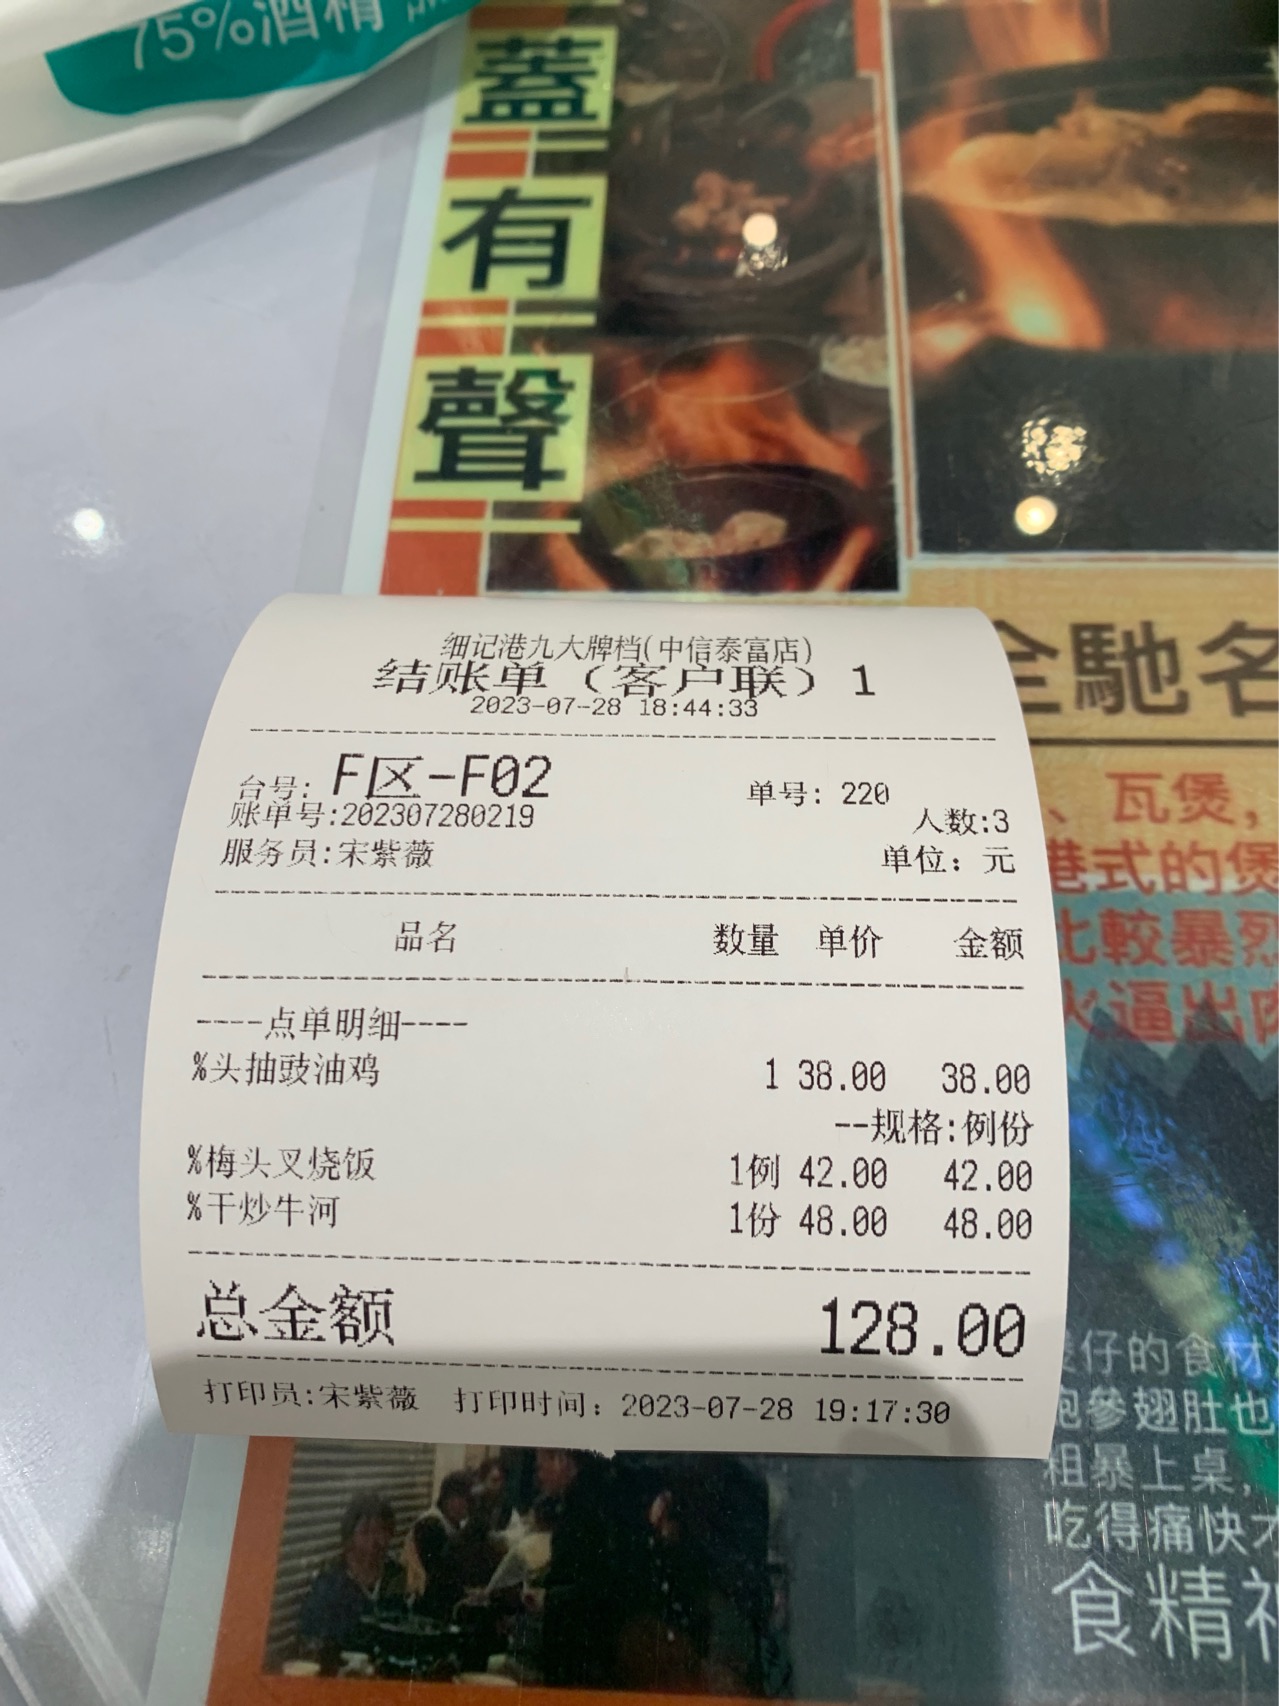 75%酒精
蓋
有
聲
细记港九大牌档(中信泰富店)
结账单（客户联）1
2023-07-28 18:44:33
台号: F区-F02
单号: 220
账单号:202307280219
人数:3
服务员:宋紫薇
单位: 元
品名 数量 单价 金额
----点单明细----
%头抽豉油鸡 1 38.00 38.00
--规格:例份
%梅头叉烧饭 1例 42.00 42.00
%干炒牛河 1份 48.00 48.00
总金额 128.00
打印员:宋紫薇 打印时间: 2023-07-28 19:17:30
馳名
、瓦煲，
港式的煲
比較暴烈
火逼出肉
仔的食材
參翅肚也
粗暴上桌，
吃得痛快才
食精神